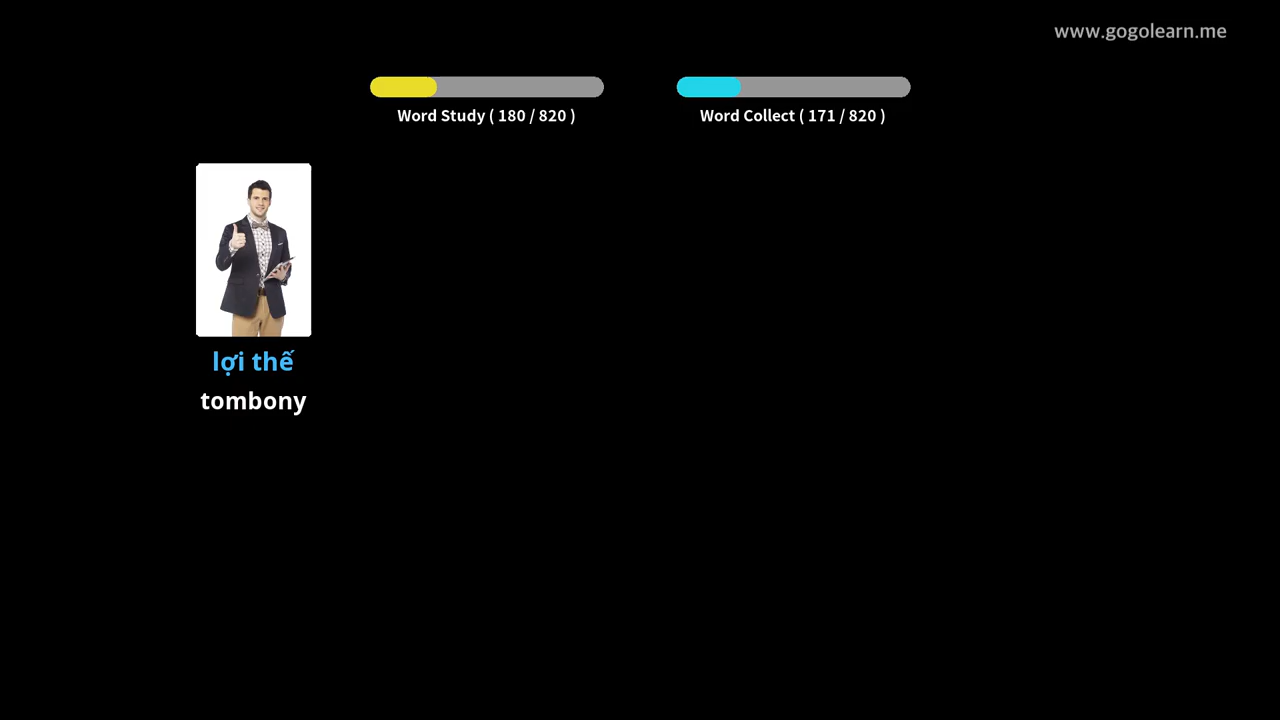 www.gogolearn.me
Word Study ( 180 / 820 )
Word Collect ( 171 / 820 )
lợi thế
tombony